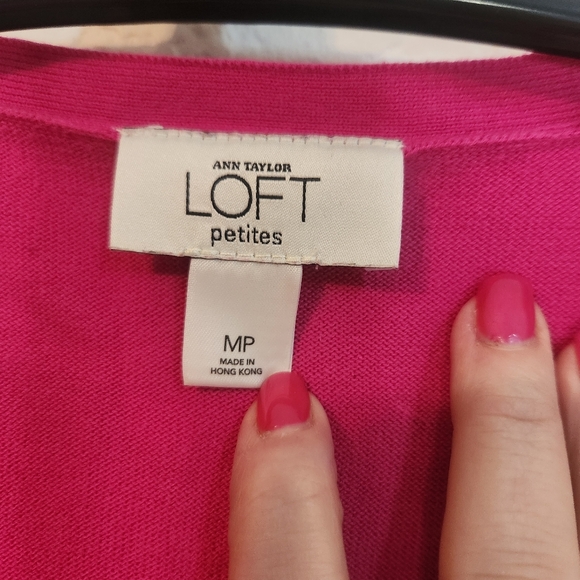 ANN TAYLOR
LOFT
petites
MP
MADE IN
HONG KONG